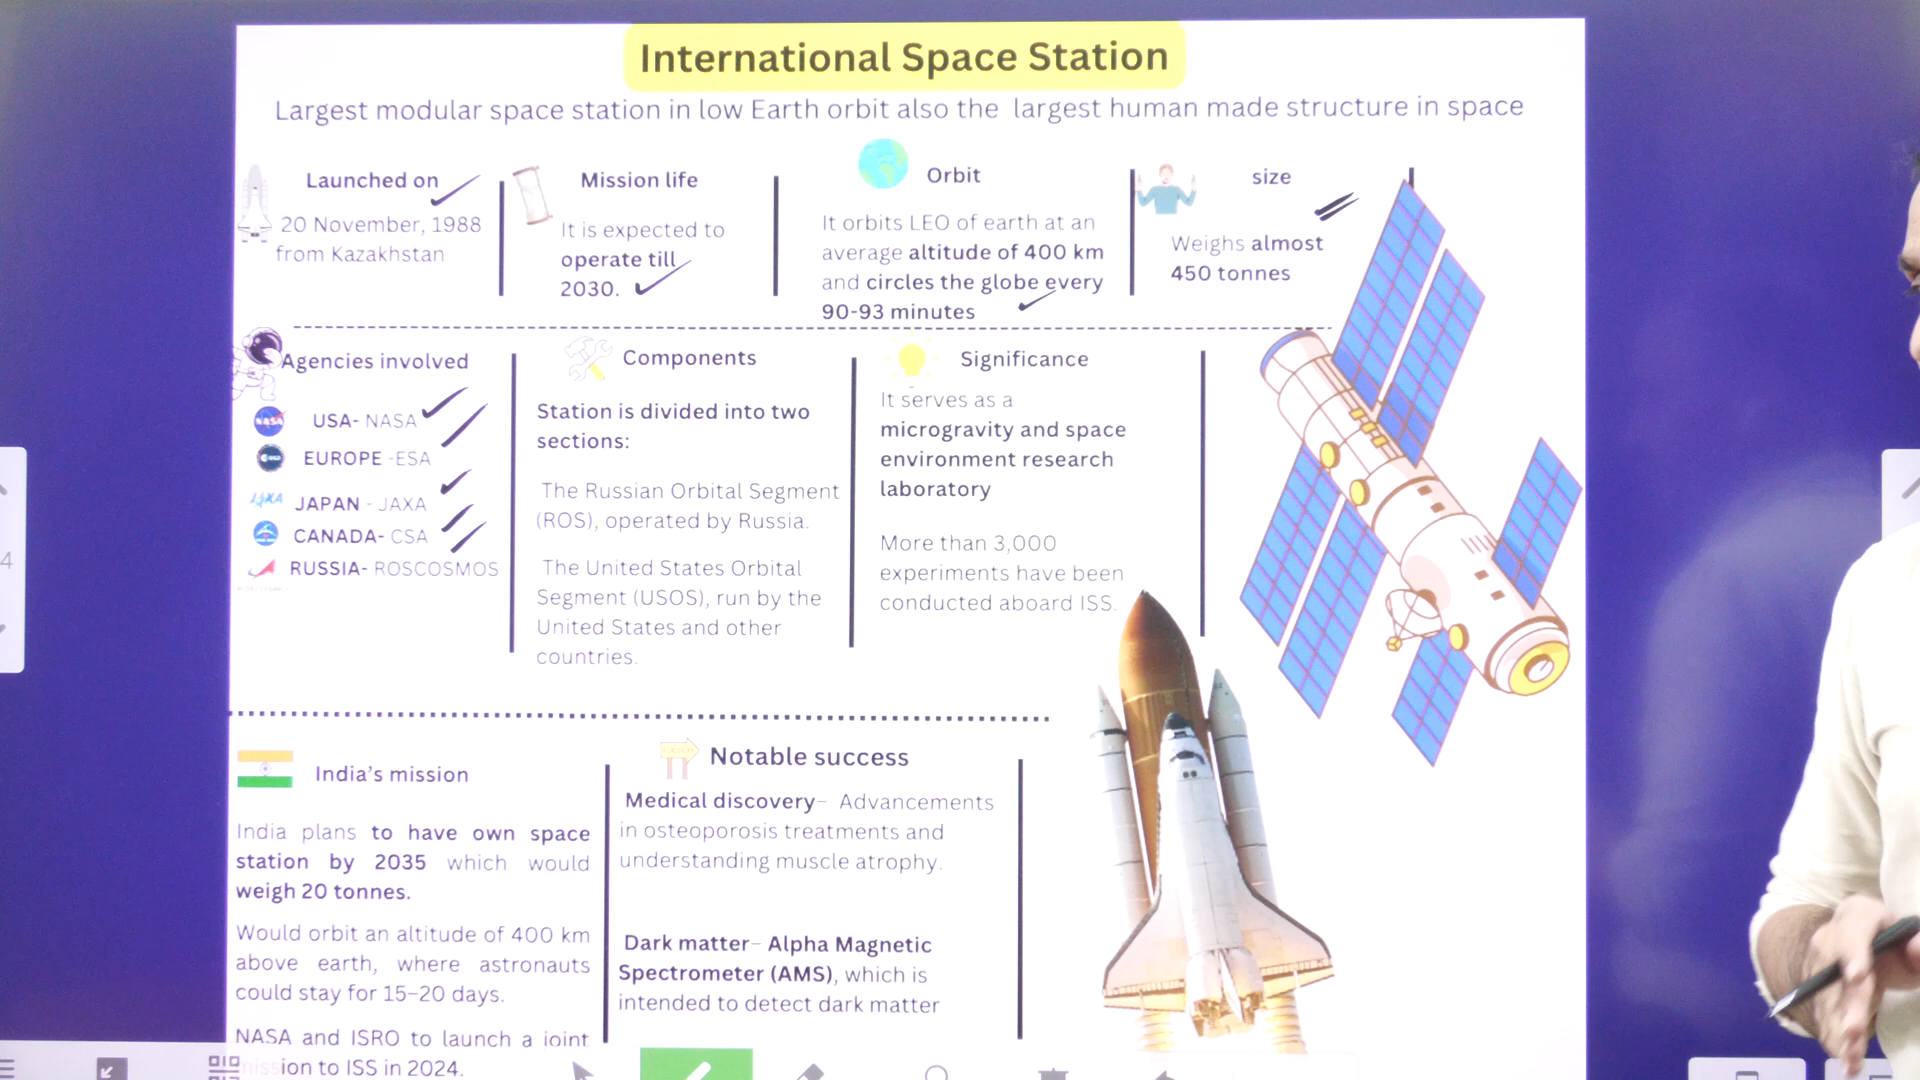 International Space Station
Largest modular space station in low Earth orbit also the largest human made structure in space
Launched on
20 November, 1988
from Kazakhstan
Mission life
It is expected to
operate till
2030.
Orbit
It orbits LEO of earth at an
average altitude of 400 km
and circles the globe every
90-93 minutes
size
Weighs almost
450 tonnes
Agencies involved
NASA USA- NASA
EUROPE -ESA
JAXA JAPAN - JAXA
CANADA- CSA
RUSSIA- ROSCOSMOS
Components
Station is divided into two
sections:
The Russian Orbital Segment
(ROS), operated by Russia.
The United States Orbital
Segment (USOS), run by the
United States and other
countries.
Significance
It serves as a
microgravity and space
environment research
laboratory
More than 3,000
experiments have been
conducted aboard ISS.
4
India's mission
India plans to have own space
station by 2035 which would
weigh 20 tonnes.
Would orbit an altitude of 400 km
above earth, where astronauts
could stay for 15-20 days.
NASA and ISRO to launch a joint
mission to ISS in 2024.
Notable success
Medical discovery- Advancements
in osteoporosis treatments and
understanding muscle atrophy.
Dark matter- Alpha Magnetic
Spectrometer (AMS), which is
intended to detect dark matter